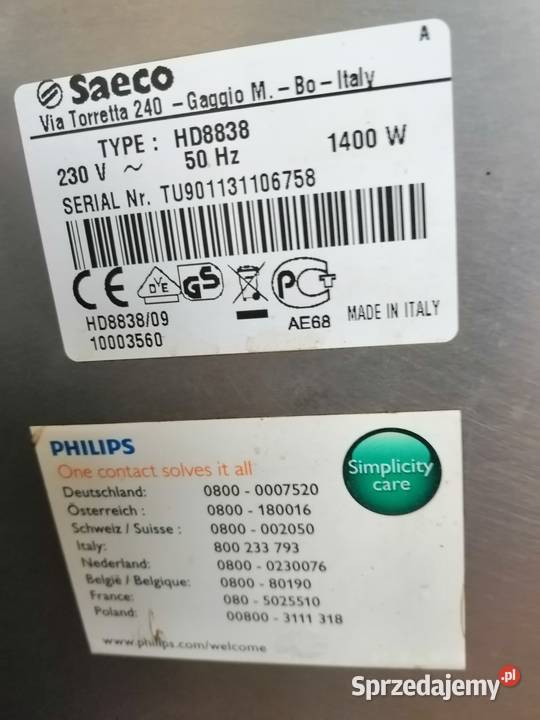 A
Saeco
Via Torretta 240 - Gaggio M. - Bo - Italy
TYPE : HD8838
230 V ~ 50 Hz 1400 W
SERIAL Nr. TU901131106758
CE DVE GS PCT
HD8838/09
10003560
AE68
MADE IN ITALY
PHILIPS
One contact solves it all
Simplicity
care
Deutschland: 0800 - 0007520
Österreich : 0800 - 180016
Schweiz / Suisse : 0800 - 002050
Italy: 800 233 793
Nederland: 0800 - 0230076
België / Belgique: 0800 - 80190
France: 080 - 5025510
Poland: 00800 - 3111 318
www.philips.com/welcome
Sprzedajemy.pl